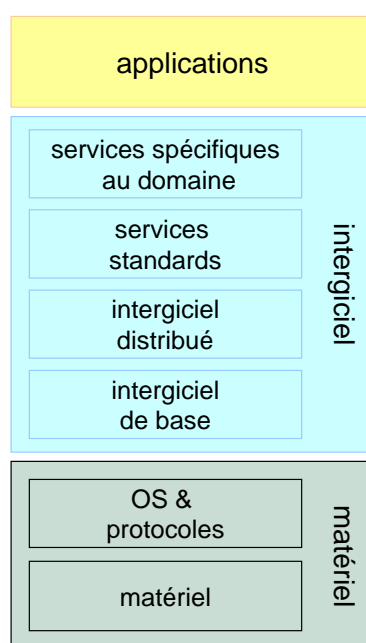 applications
services spécifiques
au domaine
services
standards
intergiciel
distribué
intergiciel
de base
intergiciel
OS &
protocoles
matériel
matériel